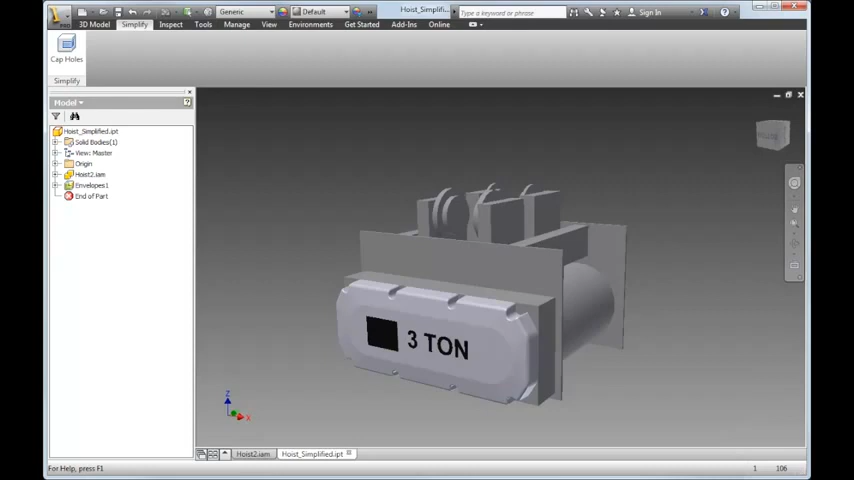 Generic
Default
Hoist_Simplifi...
Type a keyword or phrase
Sign In
PRO
3D Model
Simplify
Inspect
Tools
Manage
View
Environments
Get Started
Add-Ins
Online
Cap Holes
Simplify
Model
Hoist_Simplified.ipt
Solid Bodies(1)
View: Master
Origin
Hoist2.iam
Envelopes1
End of Part
3 TON
Z
X
Hoist2.iam
Hoist_Simplified.ipt
For Help, press F1
1
106